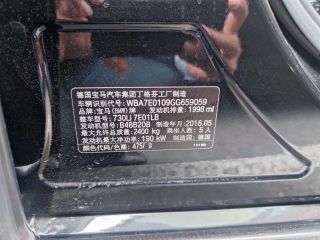 德国宝马汽车集团丁格芬工厂制造
车辆识别代号: WBA7E0109GG659059
品牌: 宝马(BMW)牌 发动机排量: 1998 ml
整车型号: 730LI 7E01LB
发动机型号: B48B20B 制造年月: 2016.05
最大允许总质量: 2400 kg 乘坐人数: 5 人
发动机最大净功率: 190 kW 制造国: 德国
颜色代码/色标: 475/ 9